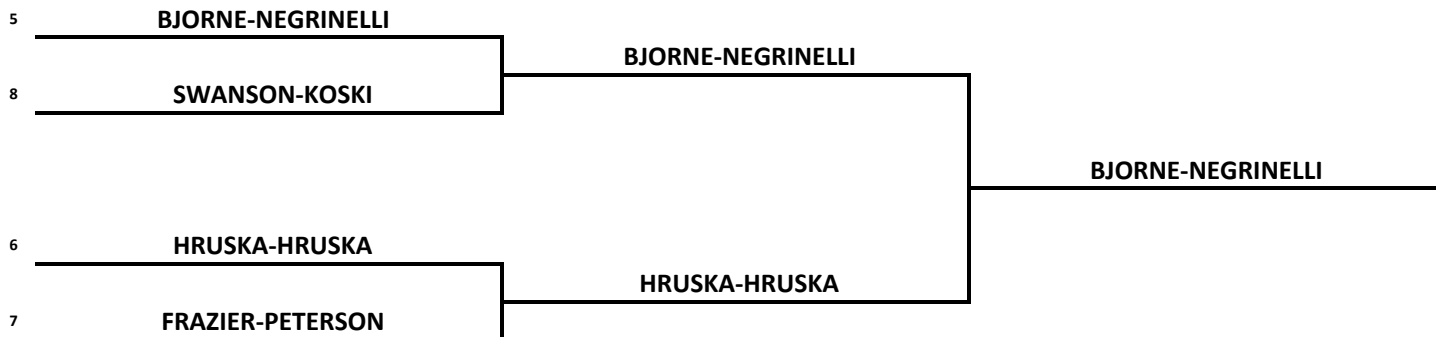 5 BJORNE-NEGRINELLI
BJORNE-NEGRINELLI
8 SWANSON-KOSKI
BJORNE-NEGRINELLI
6 HRUSKA-HRUSKA
HRUSKA-HRUSKA
7 FRAZIER-PETERSON